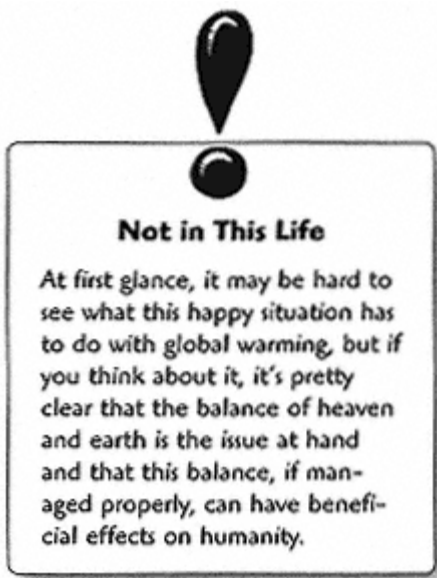 Not in This Life
At first glance, it may be hard to
see what this happy situation has
to do with global warming, but if
you think about it, it's pretty
clear that the balance of heaven
and earth is the issue at hand
and that this balance, if man-
aged properly, can have benefi-
cial effects on humanity.